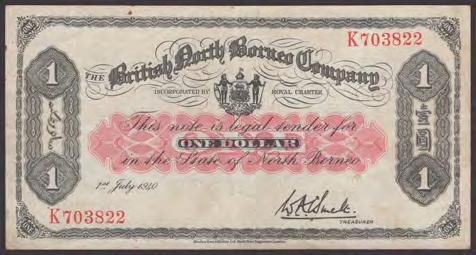 K703822
THE British North Borneo Company
INCORPORATED BY ROYAL CHARTER
1
1
This note is legal tender for
ONE DOLLAR
in the State of North Borneo
壹圓
1st July 1940
1
1
K703822
TREASURER